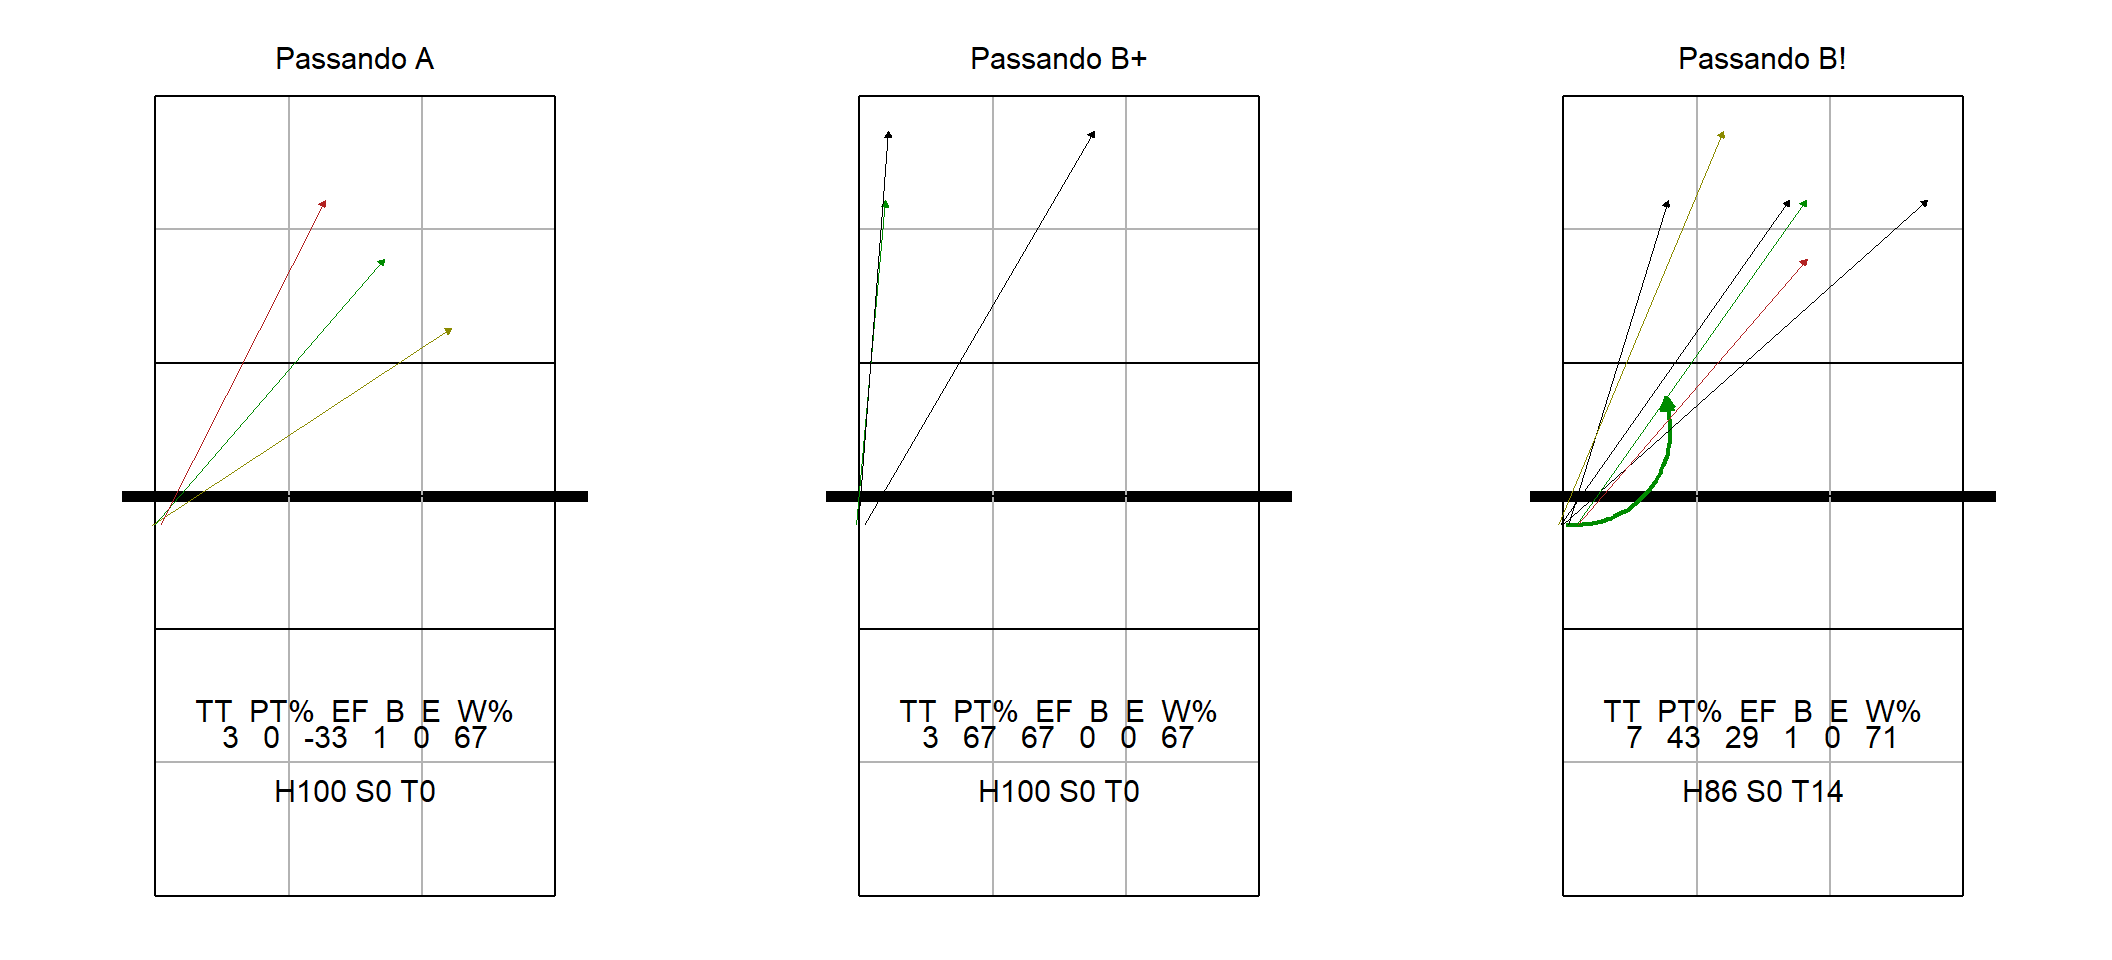 Passando A
TT PT% EF B E W%
3 0 -33 1 0 67
H100 S0 T0
Passando B+
TT PT% EF B E W%
3 67 67 0 0 67
H100 S0 T0
Passando B!
TT PT% EF B E W%
7 43 29 1 0 71
H86 S0 T14